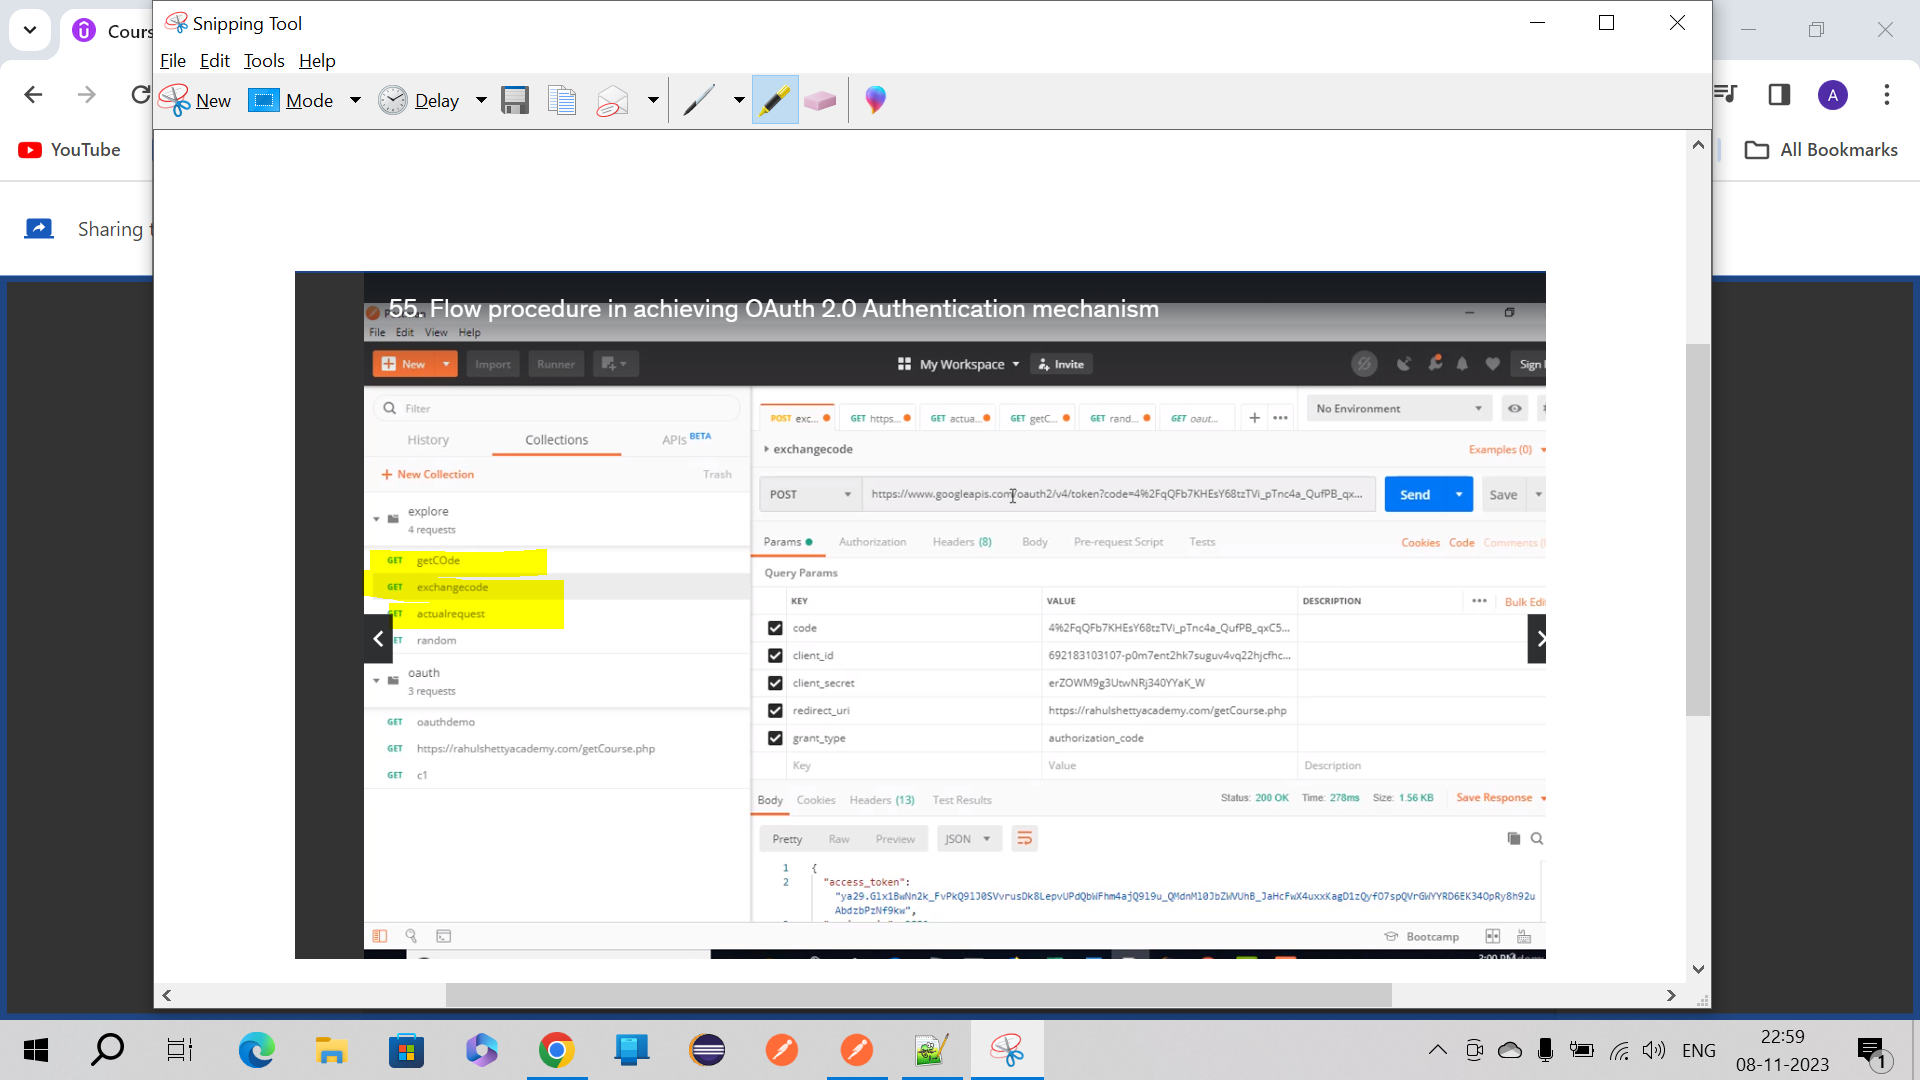 Cours
Snipping Tool
File Edit Tools Help
New Mode Delay
YouTube
All Bookmarks
A
Sharing
55. Flow procedure in achieving OAuth 2.0 Authentication mechanism
File Edit View Help
New Import Runner My Workspace Invite Sign
Filter
History Collections APIs BETA
+ New Collection Trash
explore
4 requests
GET getCOde
GET exchangecode
GET actualrequest
random
oauth
3 requests
GET oauthdemo
GET https://rahulshettyacademy.com/getCourse.php
GET c1
POST exc... GET https... GET actua... GET getC... GET rand... GET oaut... + ••• No Environment
exchangecode Examples (0)
POST https://www.googleapis.com/oauth2/v4/token?code=4%2FqQFb7KHEsY68tzTVi_pTnc4a_QufPB_qx... Send Save
Params Authorization Headers (8) Body Pre-request Script Tests Cookies Code Comments
Query Params
KEY VALUE DESCRIPTION ••• Bulk Edi
code 4%2FqQFb7KHEsY68tzTVi_pTnc4a_QufPB_qxC5...
client_id 692183103107-p0m7ent2hk7suguv4vq22hjcfhc...
client_secret erZOWM9g3UtwNRj340YYaK_W
redirect_uri https://rahulshettyacademy.com/getCourse.php
grant_type authorization_code
Key Value Description
Body Cookies Headers (13) Test Results Status: 200 OK Time: 278ms Size: 1.56 KB Save Response
Pretty Raw Preview JSON
1 {
2 "access_token":
"ya29.Glx1BwNn2k_FvPkQ9lJ0SVvrusDk8LepvUPdQbWFhm4ajQ9l9u_QMdnMl0JbZWVUhB_JaHcFwX4uxxKagD1zQyfO7spQVrGWYYRD6EK34OpRy8h92u
AbdzbPzNf9kw",
Bootcamp
2:00 PM
ENG
22:59
08-11-2023
1